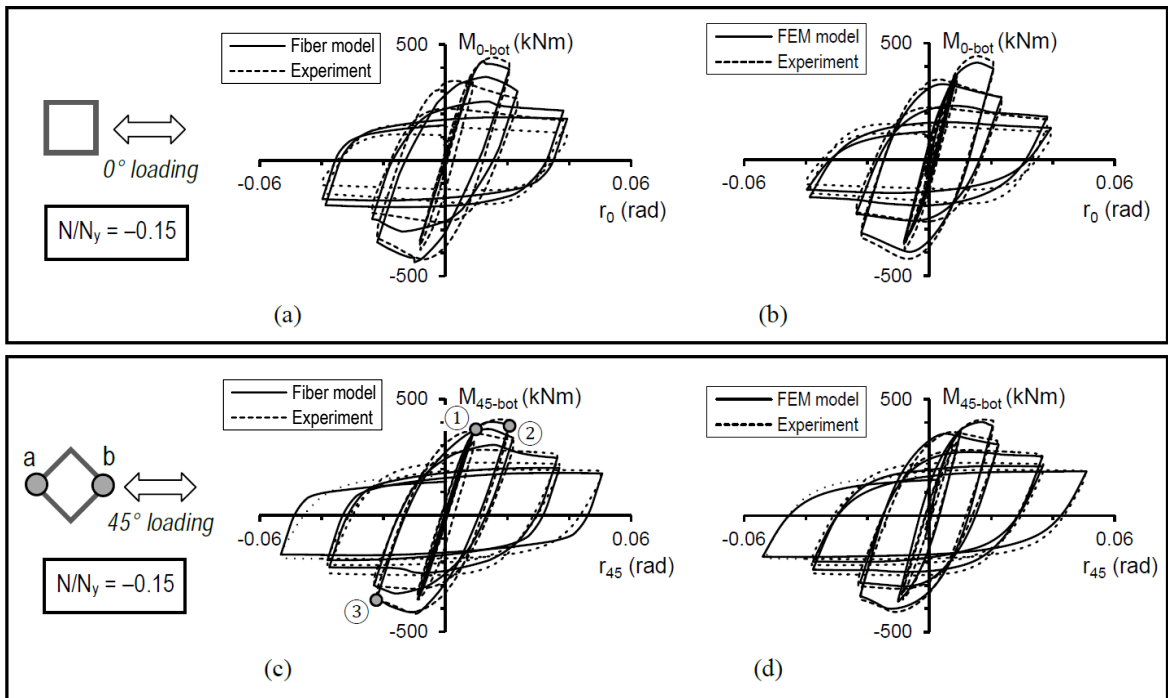 Fiber model
Experiment
M0-bot (kNm)
500
-0.06
0.06
r0 (rad)
-500
(a)
FEM model
Experiment
M0-bot (kNm)
500
-0.06
0.06
r0 (rad)
-500
(b)
0° loading
N/Ny = –0.15
Fiber model
Experiment
M45-bot (kNm)
500
1
2
3
-0.06
0.06
r45 (rad)
-500
(c)
FEM model
Experiment
M45-bot (kNm)
500
-0.06
0.06
r45 (rad)
-500
(d)
a
b
45° loading
N/Ny = –0.15